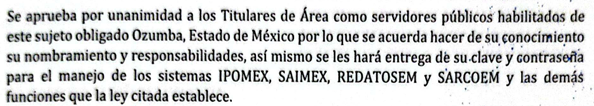 Se aprueba por unanimidad a los Titulares de Área como servidores públicos habilitados de
este sujeto obligado Ozumba, Estado de México por lo que se acuerda hacer de su conocimiento
su nombramiento y responsabilidades, así mismo se les hará entrega de su clave y contraseña
para el manejo de los sistemas IPOMEX, SAIMEX, REDATOSEM y SARCOEM y las demás
funciones que la ley citada establece.